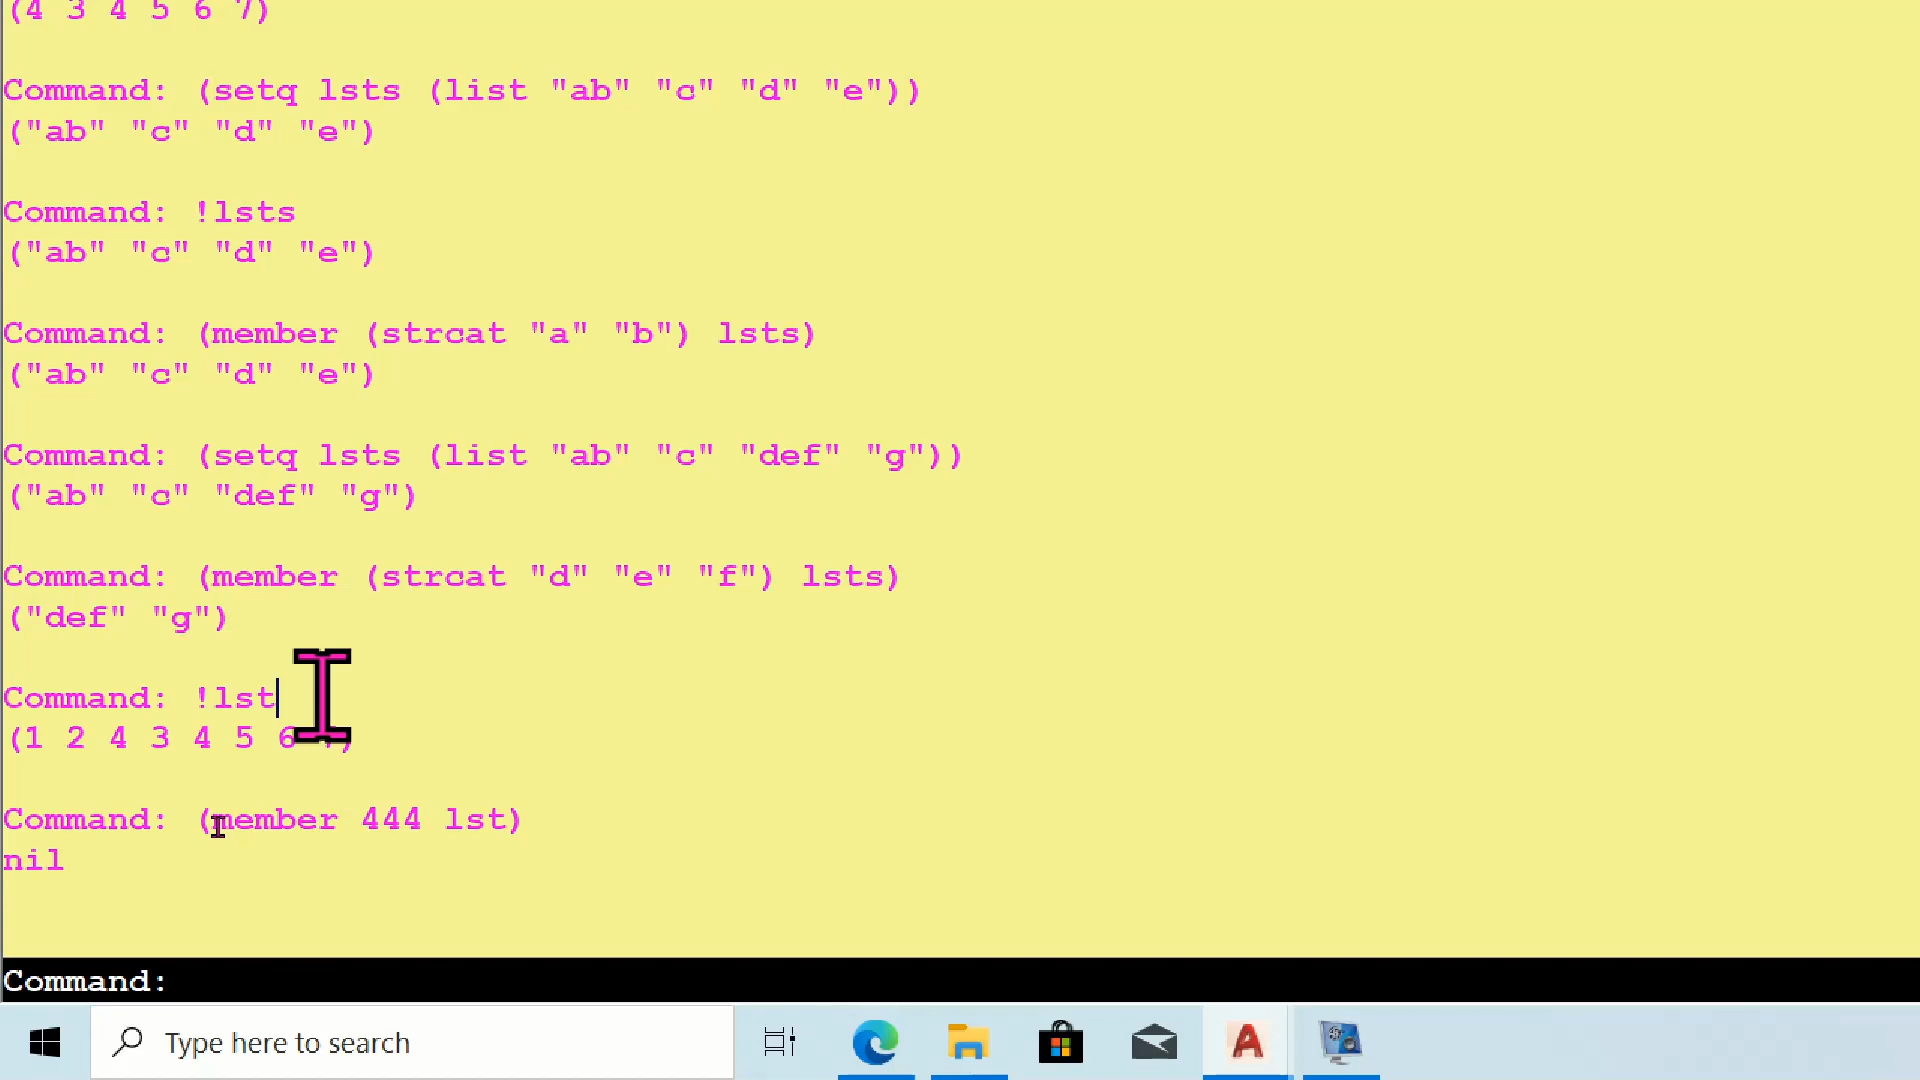 (4 3 4 5 6 7)
Command: (setq lsts (list "ab" "c" "d" "e"))
("ab" "c" "d" "e")
Command: !lsts
("ab" "c" "d" "e")
Command: (member (strcat "a" "b") lsts)
("ab" "c" "d" "e")
Command: (setq lsts (list "ab" "c" "def" "g"))
("ab" "c" "def" "g")
Command: (member (strcat "d" "e" "f") lsts)
("def" "g")
Command: !lst
(1 2 4 3 4 5 6 7)
Command: (member 444 lst)
nil
Command:
Type here to search